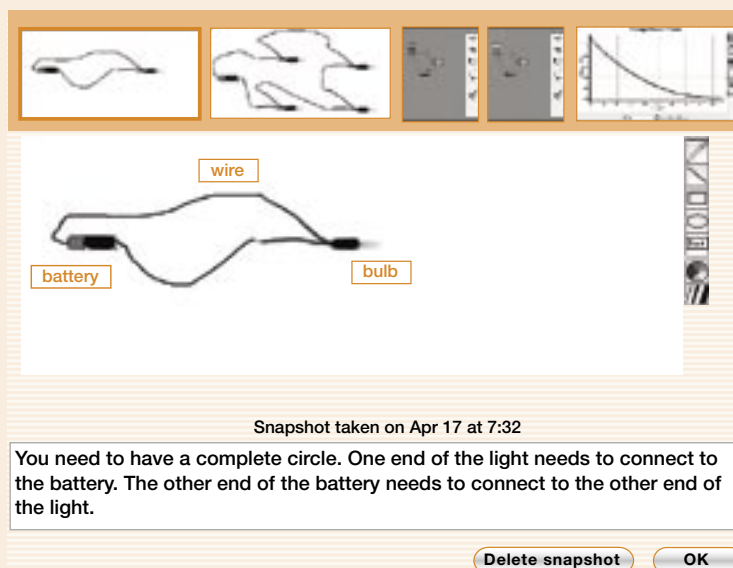 wire
battery
bulb
Snapshot taken on Apr 17 at 7:32
You need to have a complete circle. One end of the light needs to connect to
the battery. The other end of the battery needs to connect to the other end of
the light.
Delete snapshot
OK